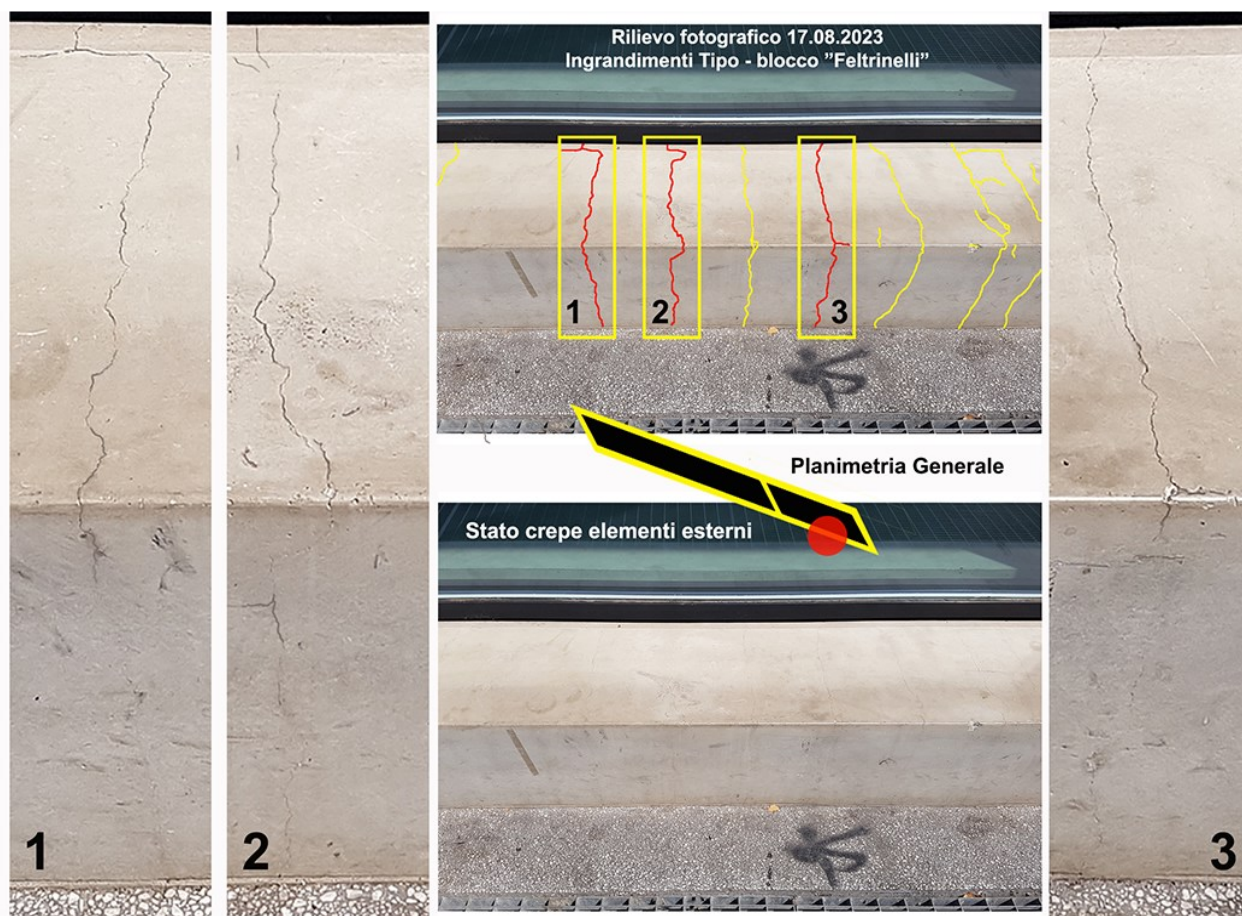 Rilievo fotografico 17.08.2023
Ingrandimenti Tipo - blocco ”Feltrinelli”
1
2
3
Planimetria Generale
Stato crepe elementi esterni
1
2
3